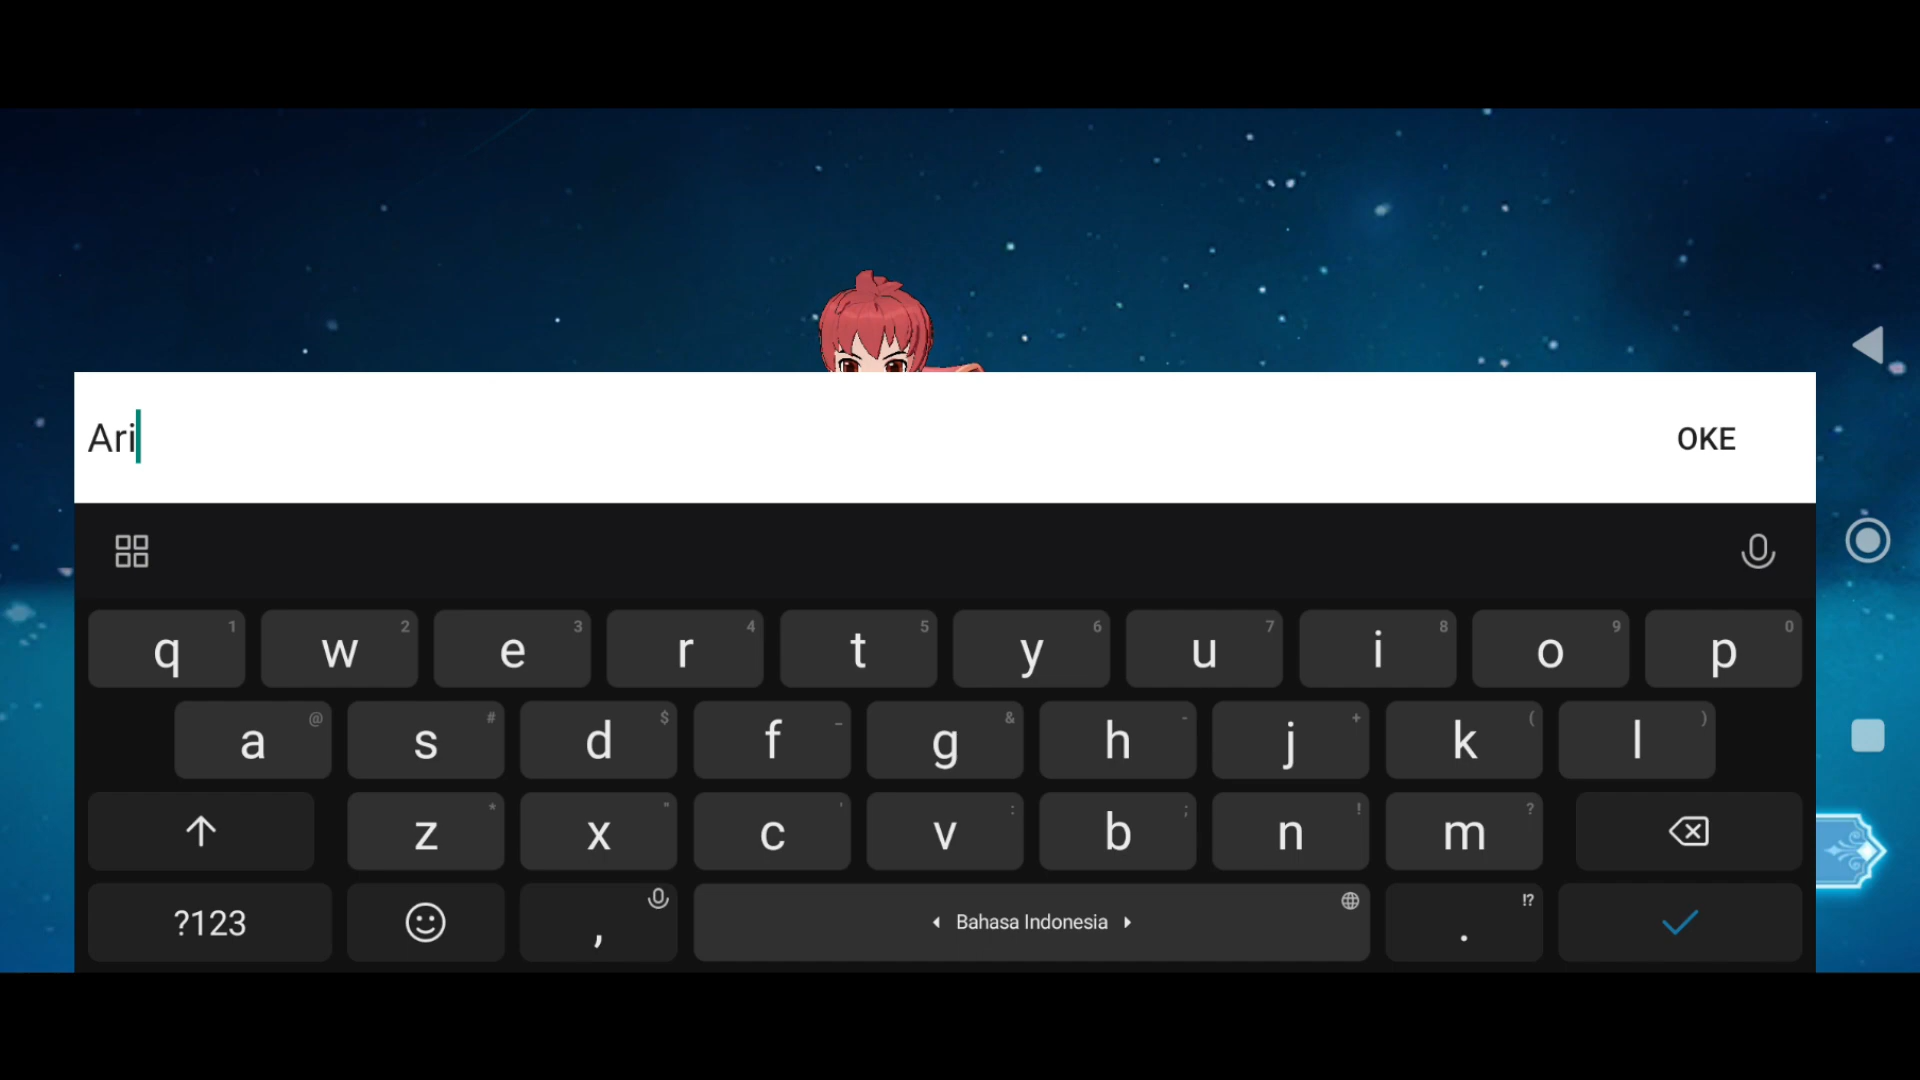 Ari
OKE
q 1 w 2 e 3 r 4 t 5 y 6 u 7 i 8 o 9 p 0
a @ s # d $ f _ g & h - j + k ( l )
z * x " c ' v : b ; n ! m ?
?123 , Bahasa Indonesia . !?